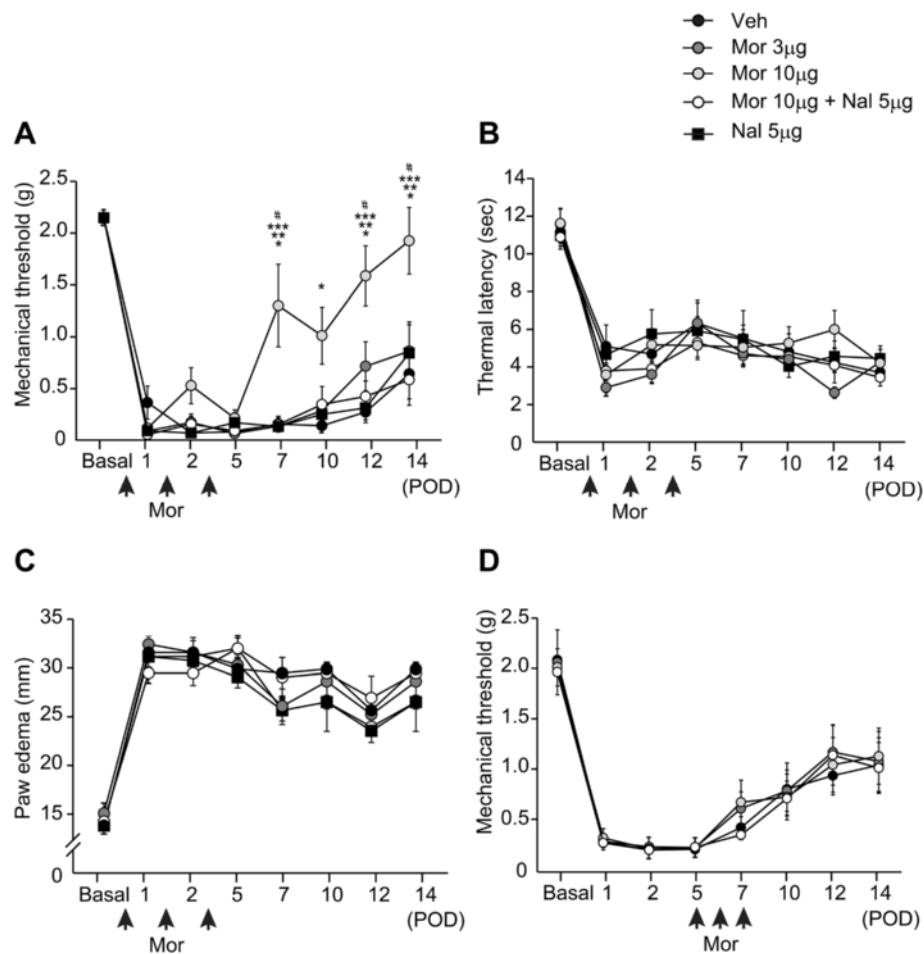 Veh
Mor 3μg
Mor 10μg
Mor 10μg + Nal 5μg
Nal 5μg
A
Mechanical threshold (g)
2.5
2.0
1.5
1.0
0.5
0
#
***
**
*
*
#
***
**
*
#
***
**
*
Basal 1 2 5 7 10 12 14
(POD)
Mor
B
Thermal latency (sec)
14
12
10
8
6
4
2
0
Basal 1 2 5 7 10 12 14
(POD)
Mor
C
Paw edema (mm)
35
30
25
20
15
0
Basal 1 2 5 7 10 12 14
(POD)
Mor
D
Mechanical threshold (g)
2.5
2.0
1.5
1.0
0.5
0
Basal 1 2 5 7 10 12 14
(POD)
Mor